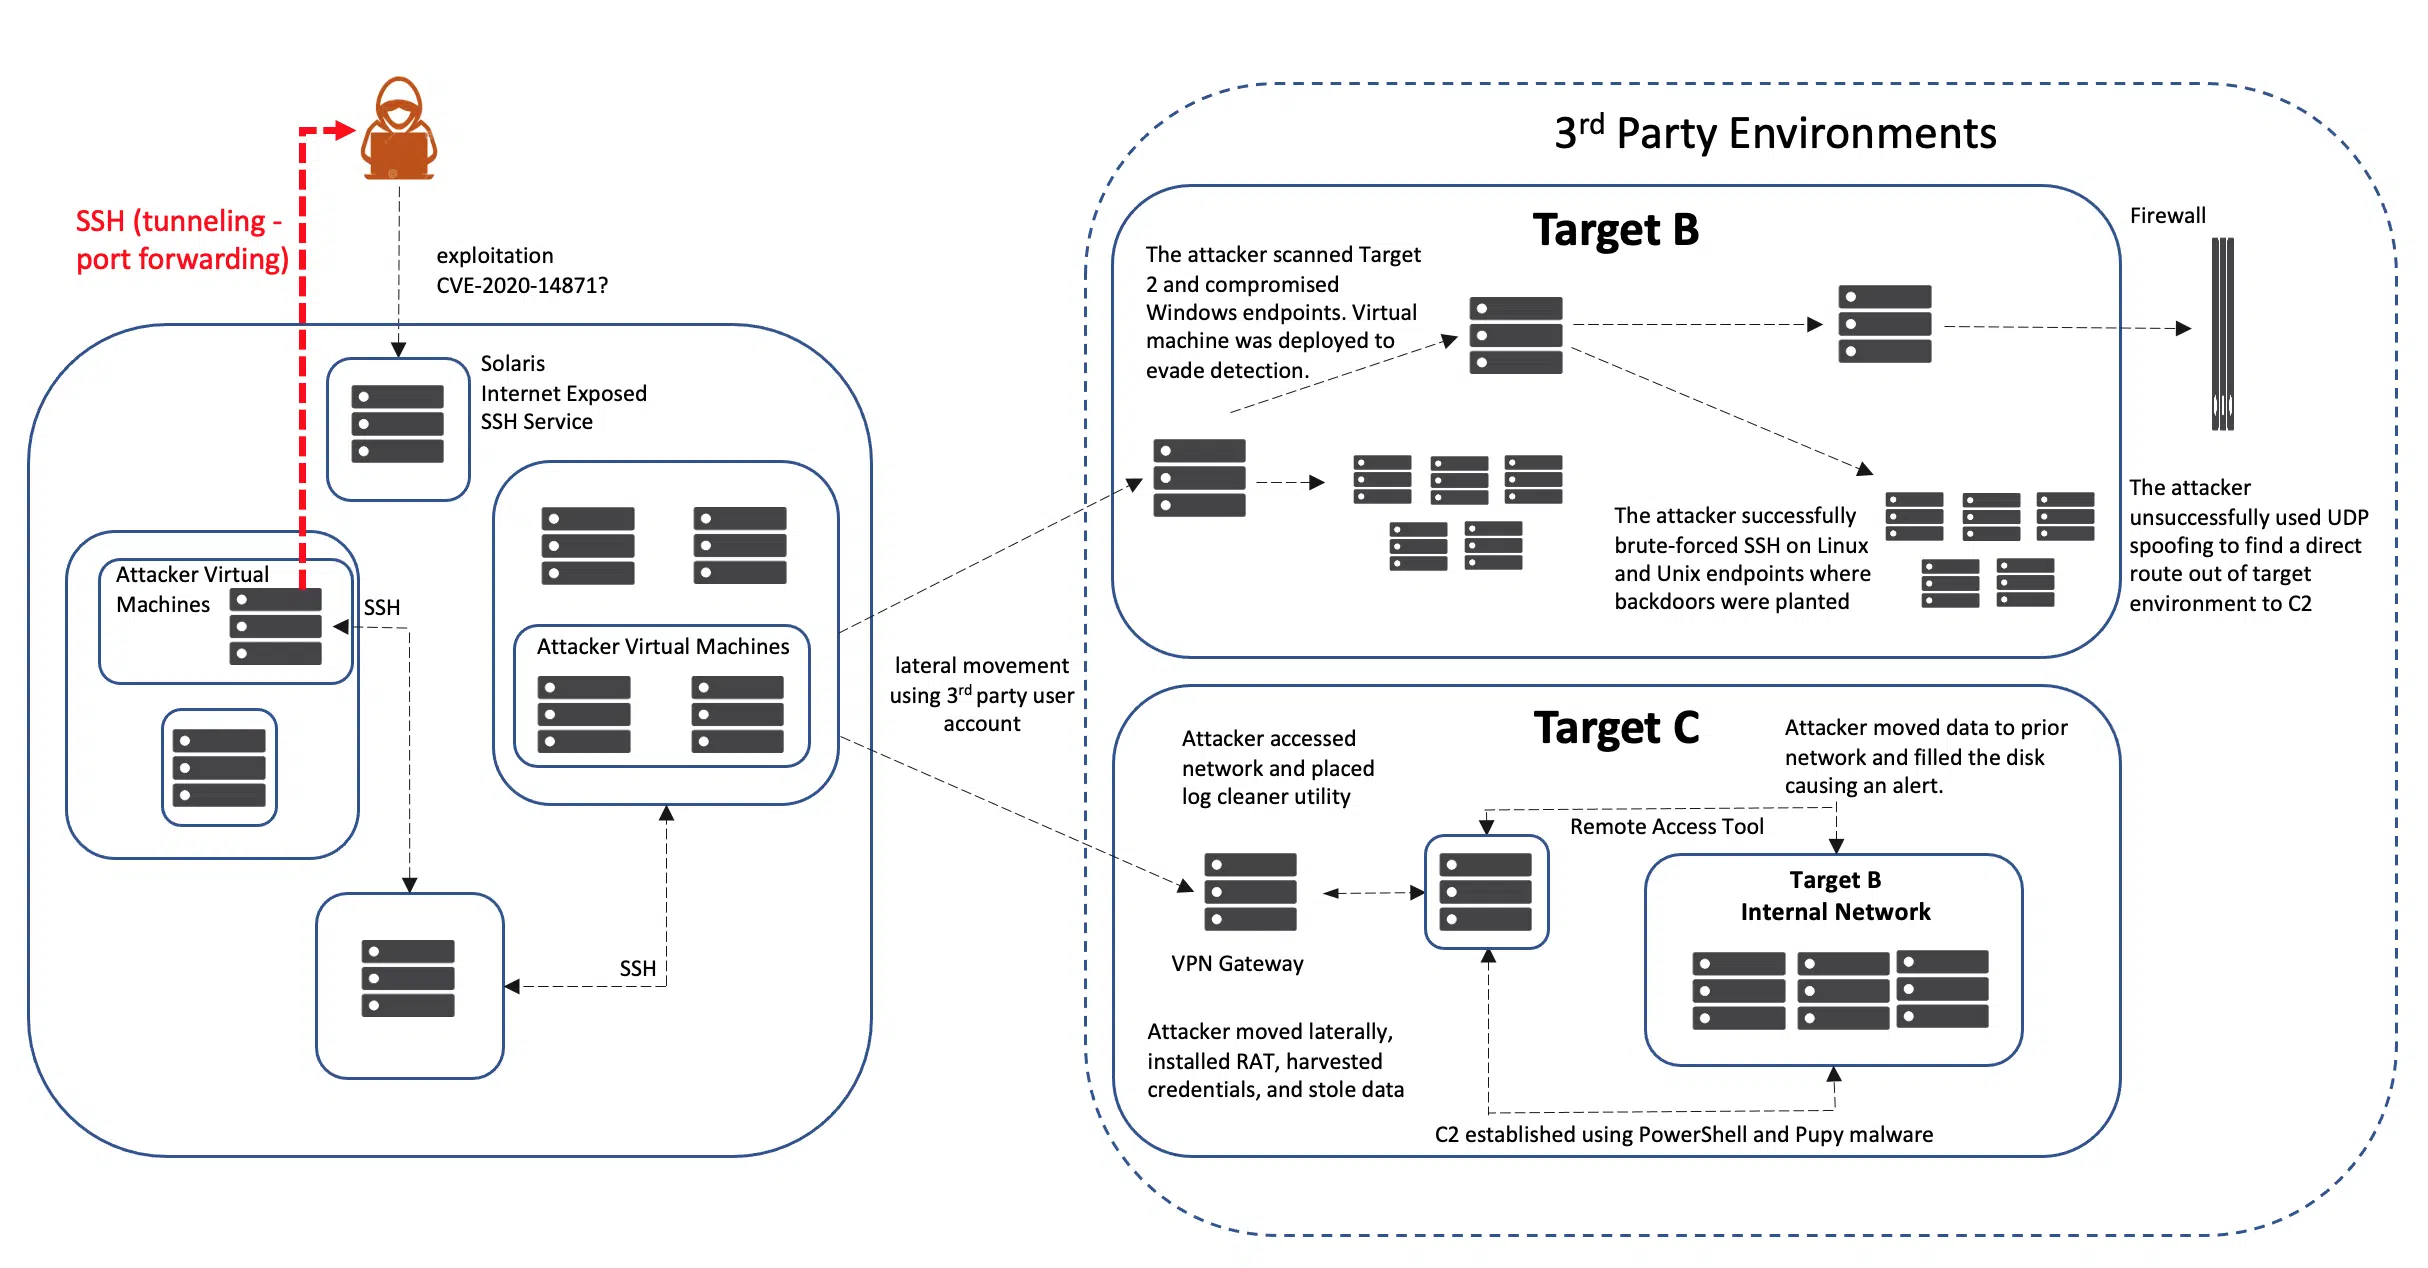 SSH (tunneling -
port forwarding)
exploitation
CVE-2020-14871?
Solaris
Internet Exposed
SSH Service
Attacker Virtual
Machines
SSH
Attacker Virtual Machines
SSH
lateral movement
using 3rd party user
account
3rd Party Environments
Target B
The attacker scanned Target
2 and compromised
Windows endpoints. Virtual
machine was deployed to
evade detection.
The attacker successfully
brute-forced SSH on Linux
and Unix endpoints where
backdoors were planted
Firewall
The attacker
unsuccessfully used UDP
spoofing to find a direct
route out of target
environment to C2
Target C
Attacker accessed
network and placed
log cleaner utility
Attacker moved data to prior
network and filled the disk
causing an alert.
Remote Access Tool
Target B
Internal Network
VPN Gateway
Attacker moved laterally,
installed RAT, harvested
credentials, and stole data
C2 established using PowerShell and Pupy malware